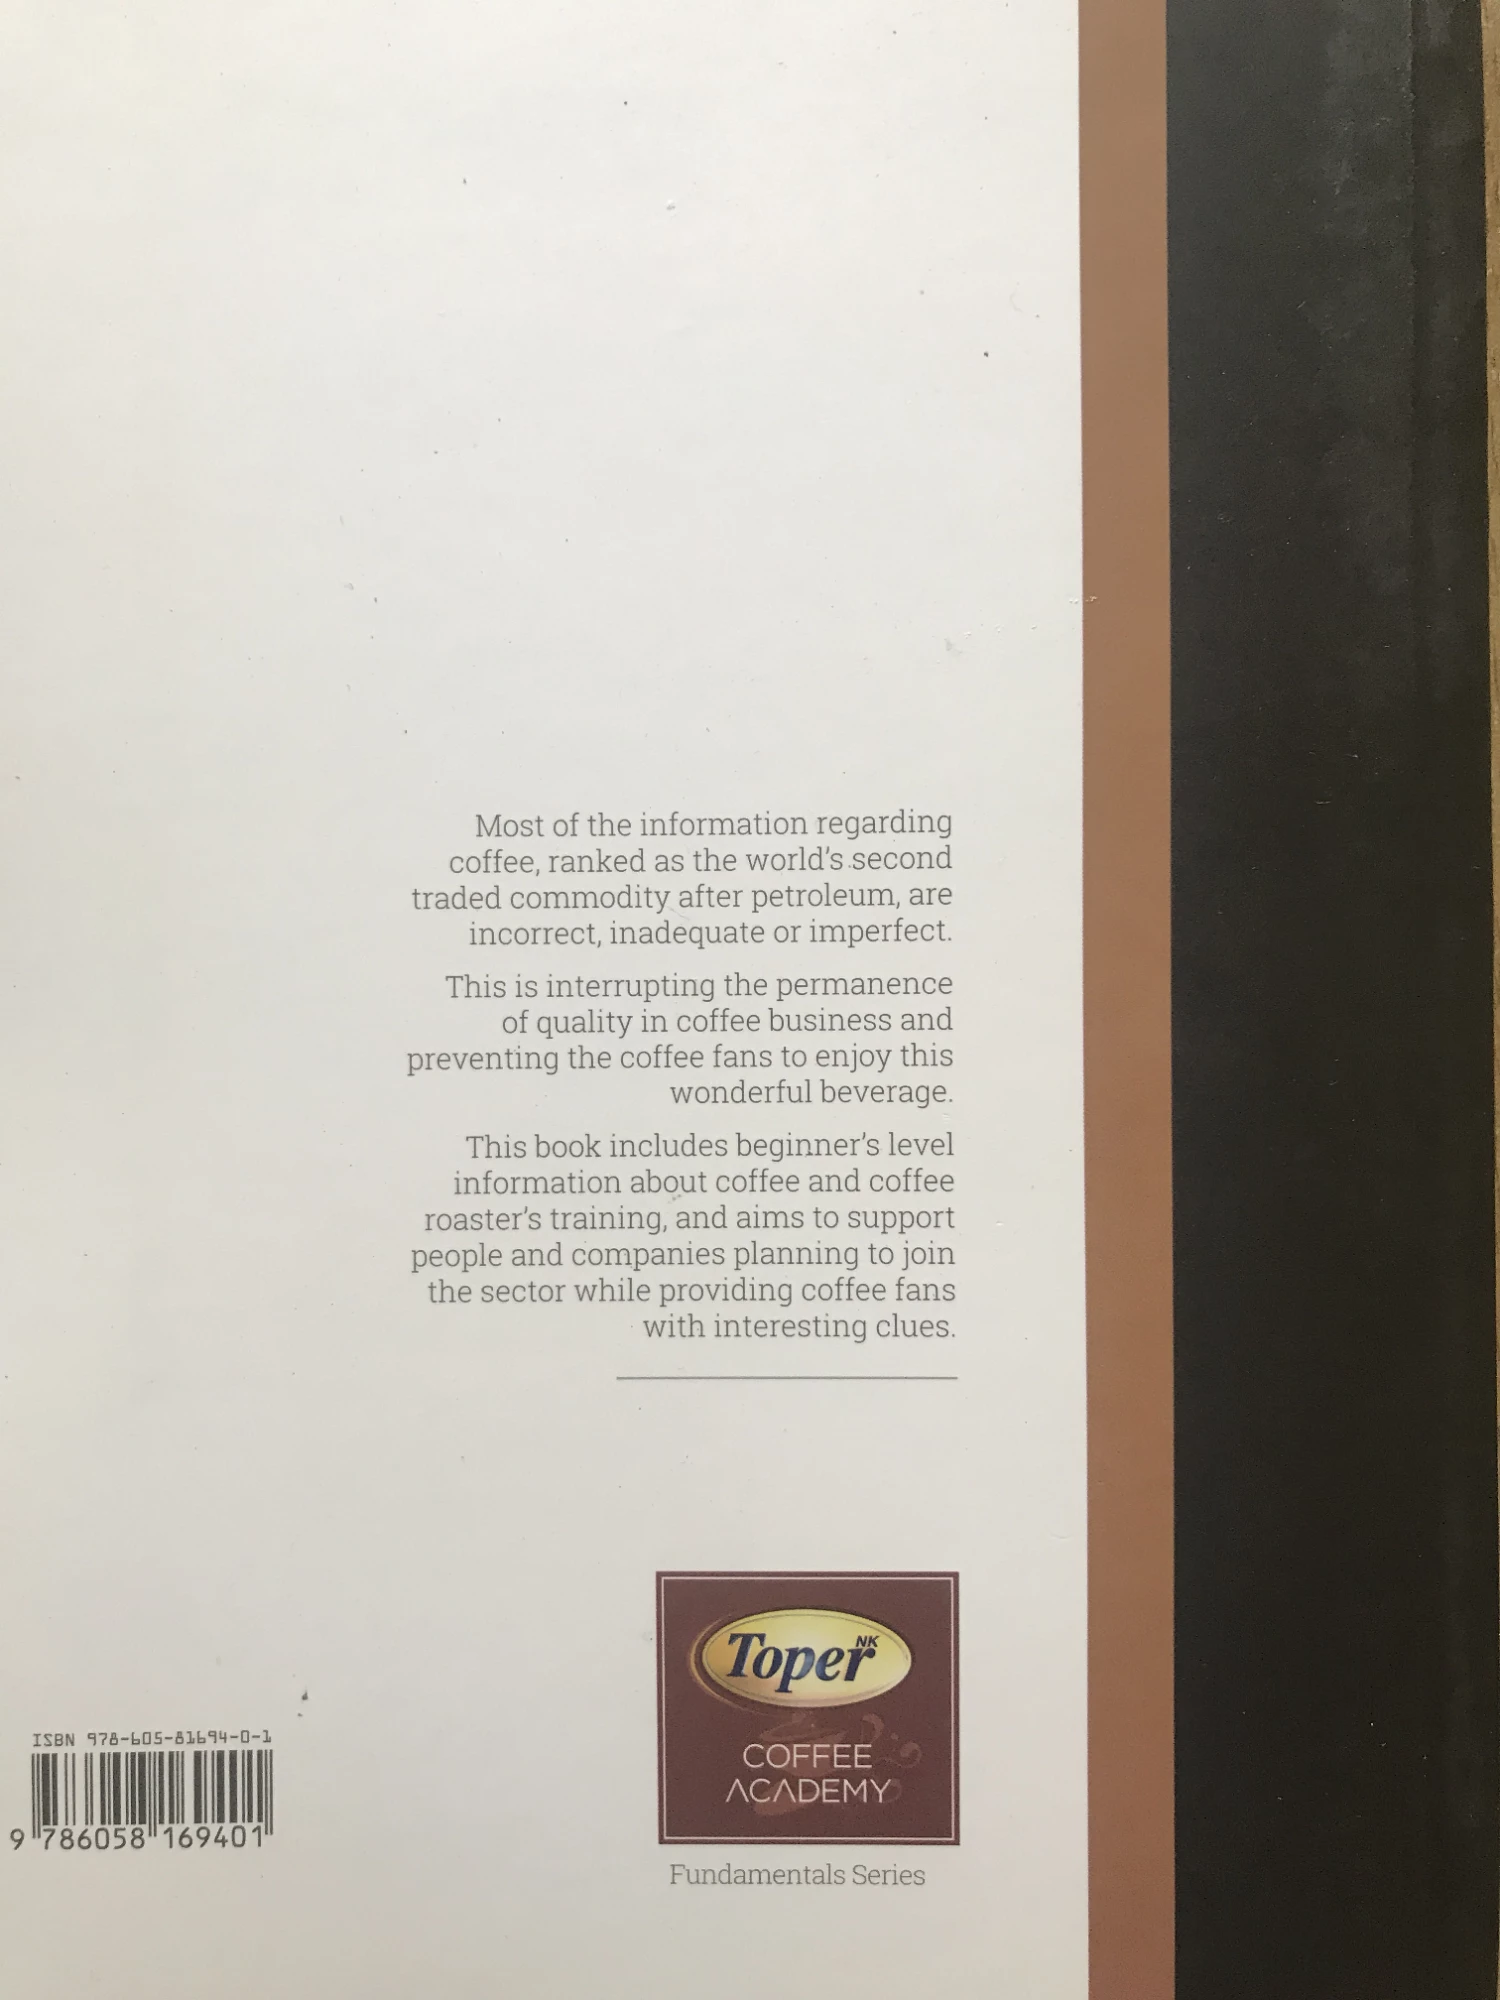 Most of the information regarding
coffee, ranked as the world's second
traded commodity after petroleum, are
incorrect, inadequate or imperfect.
This is interrupting the permanence
of quality in coffee business and
preventing the coffee fans to enjoy this
wonderful beverage.
This book includes beginner's level
information about coffee and coffee
roaster's training, and aims to support
people and companies planning to join
the sector while providing coffee fans
with interesting clues.
Toper NK
COFFEE
ACADEMY
Fundamentals Series
ISBN 978-605-81694-0-1
9 786058 169401